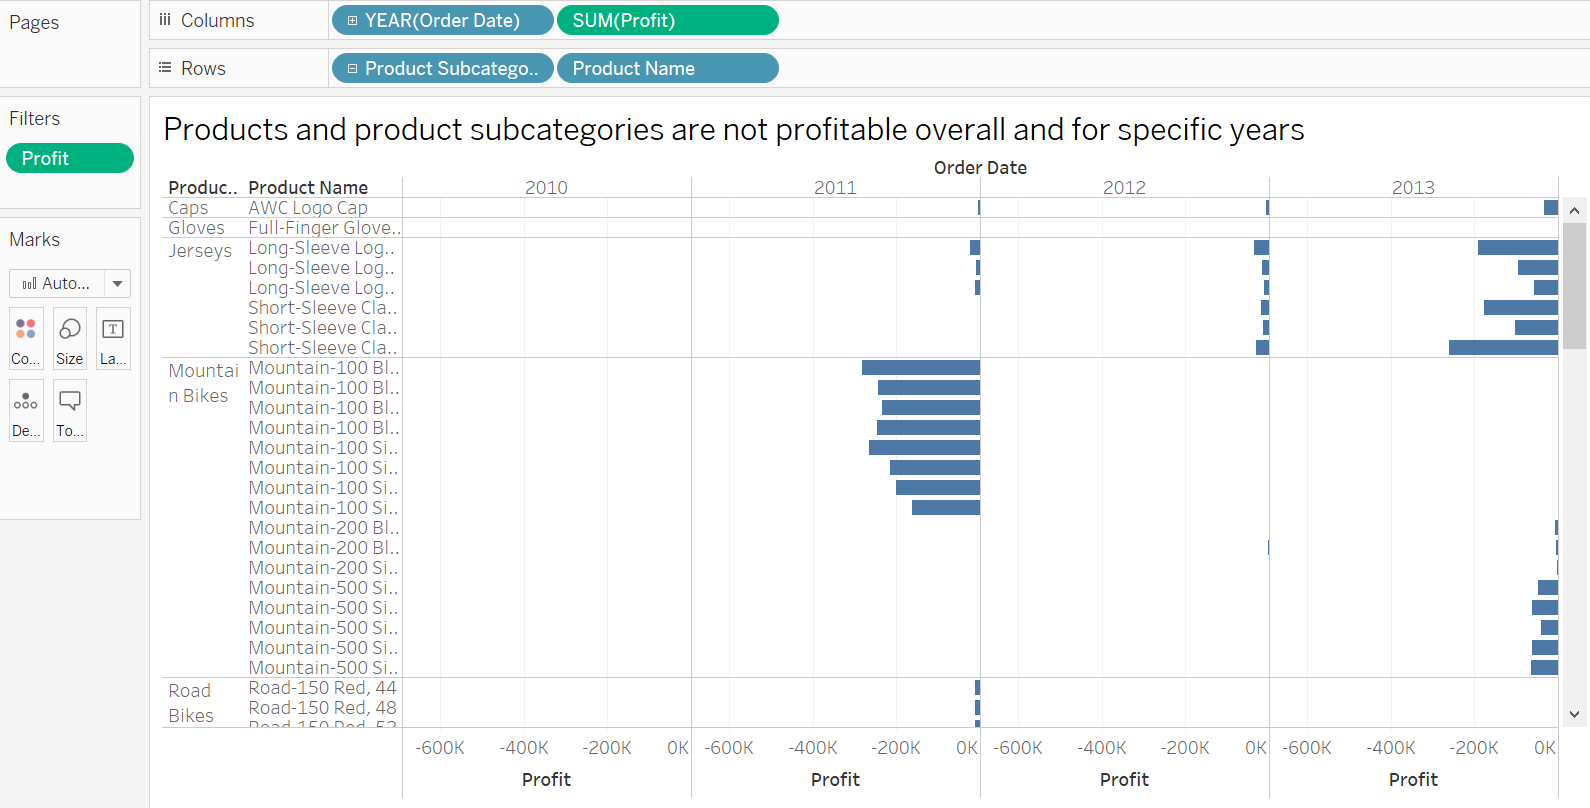 Pages
Columns
YEAR(Order Date)
SUM(Profit)
Rows
Product Subcatego..
Product Name
Filters
Profit
Marks
Auto...
Co...
Size
La...
De...
To...
Products and product subcategories are not profitable overall and for specific years
Order Date
Produc.. Product Name 2010 2011 2012 2013
Caps AWC Logo Cap
Gloves Full-Finger Glove..
Jerseys Long-Sleeve Log..
Long-Sleeve Log..
Long-Sleeve Log..
Short-Sleeve Cla..
Short-Sleeve Cla..
Short-Sleeve Cla..
Mountai
n Bikes
Mountain-100 Bl..
Mountain-100 Bl..
Mountain-100 Bl..
Mountain-100 Bl..
Mountain-100 Si..
Mountain-100 Si..
Mountain-100 Si..
Mountain-100 Si..
Mountain-200 Bl..
Mountain-200 Bl..
Mountain-200 Si..
Mountain-500 Si..
Mountain-500 Si..
Mountain-500 Si..
Mountain-500 Si..
Mountain-500 Si..
Road
Bikes
Road-150 Red, 44
Road-150 Red, 48
Road-150 Red, 52
-600K -400K -200K 0K -600K -400K -200K 0K -600K -400K -200K 0K -600K -400K -200K 0K
Profit Profit Profit Profit